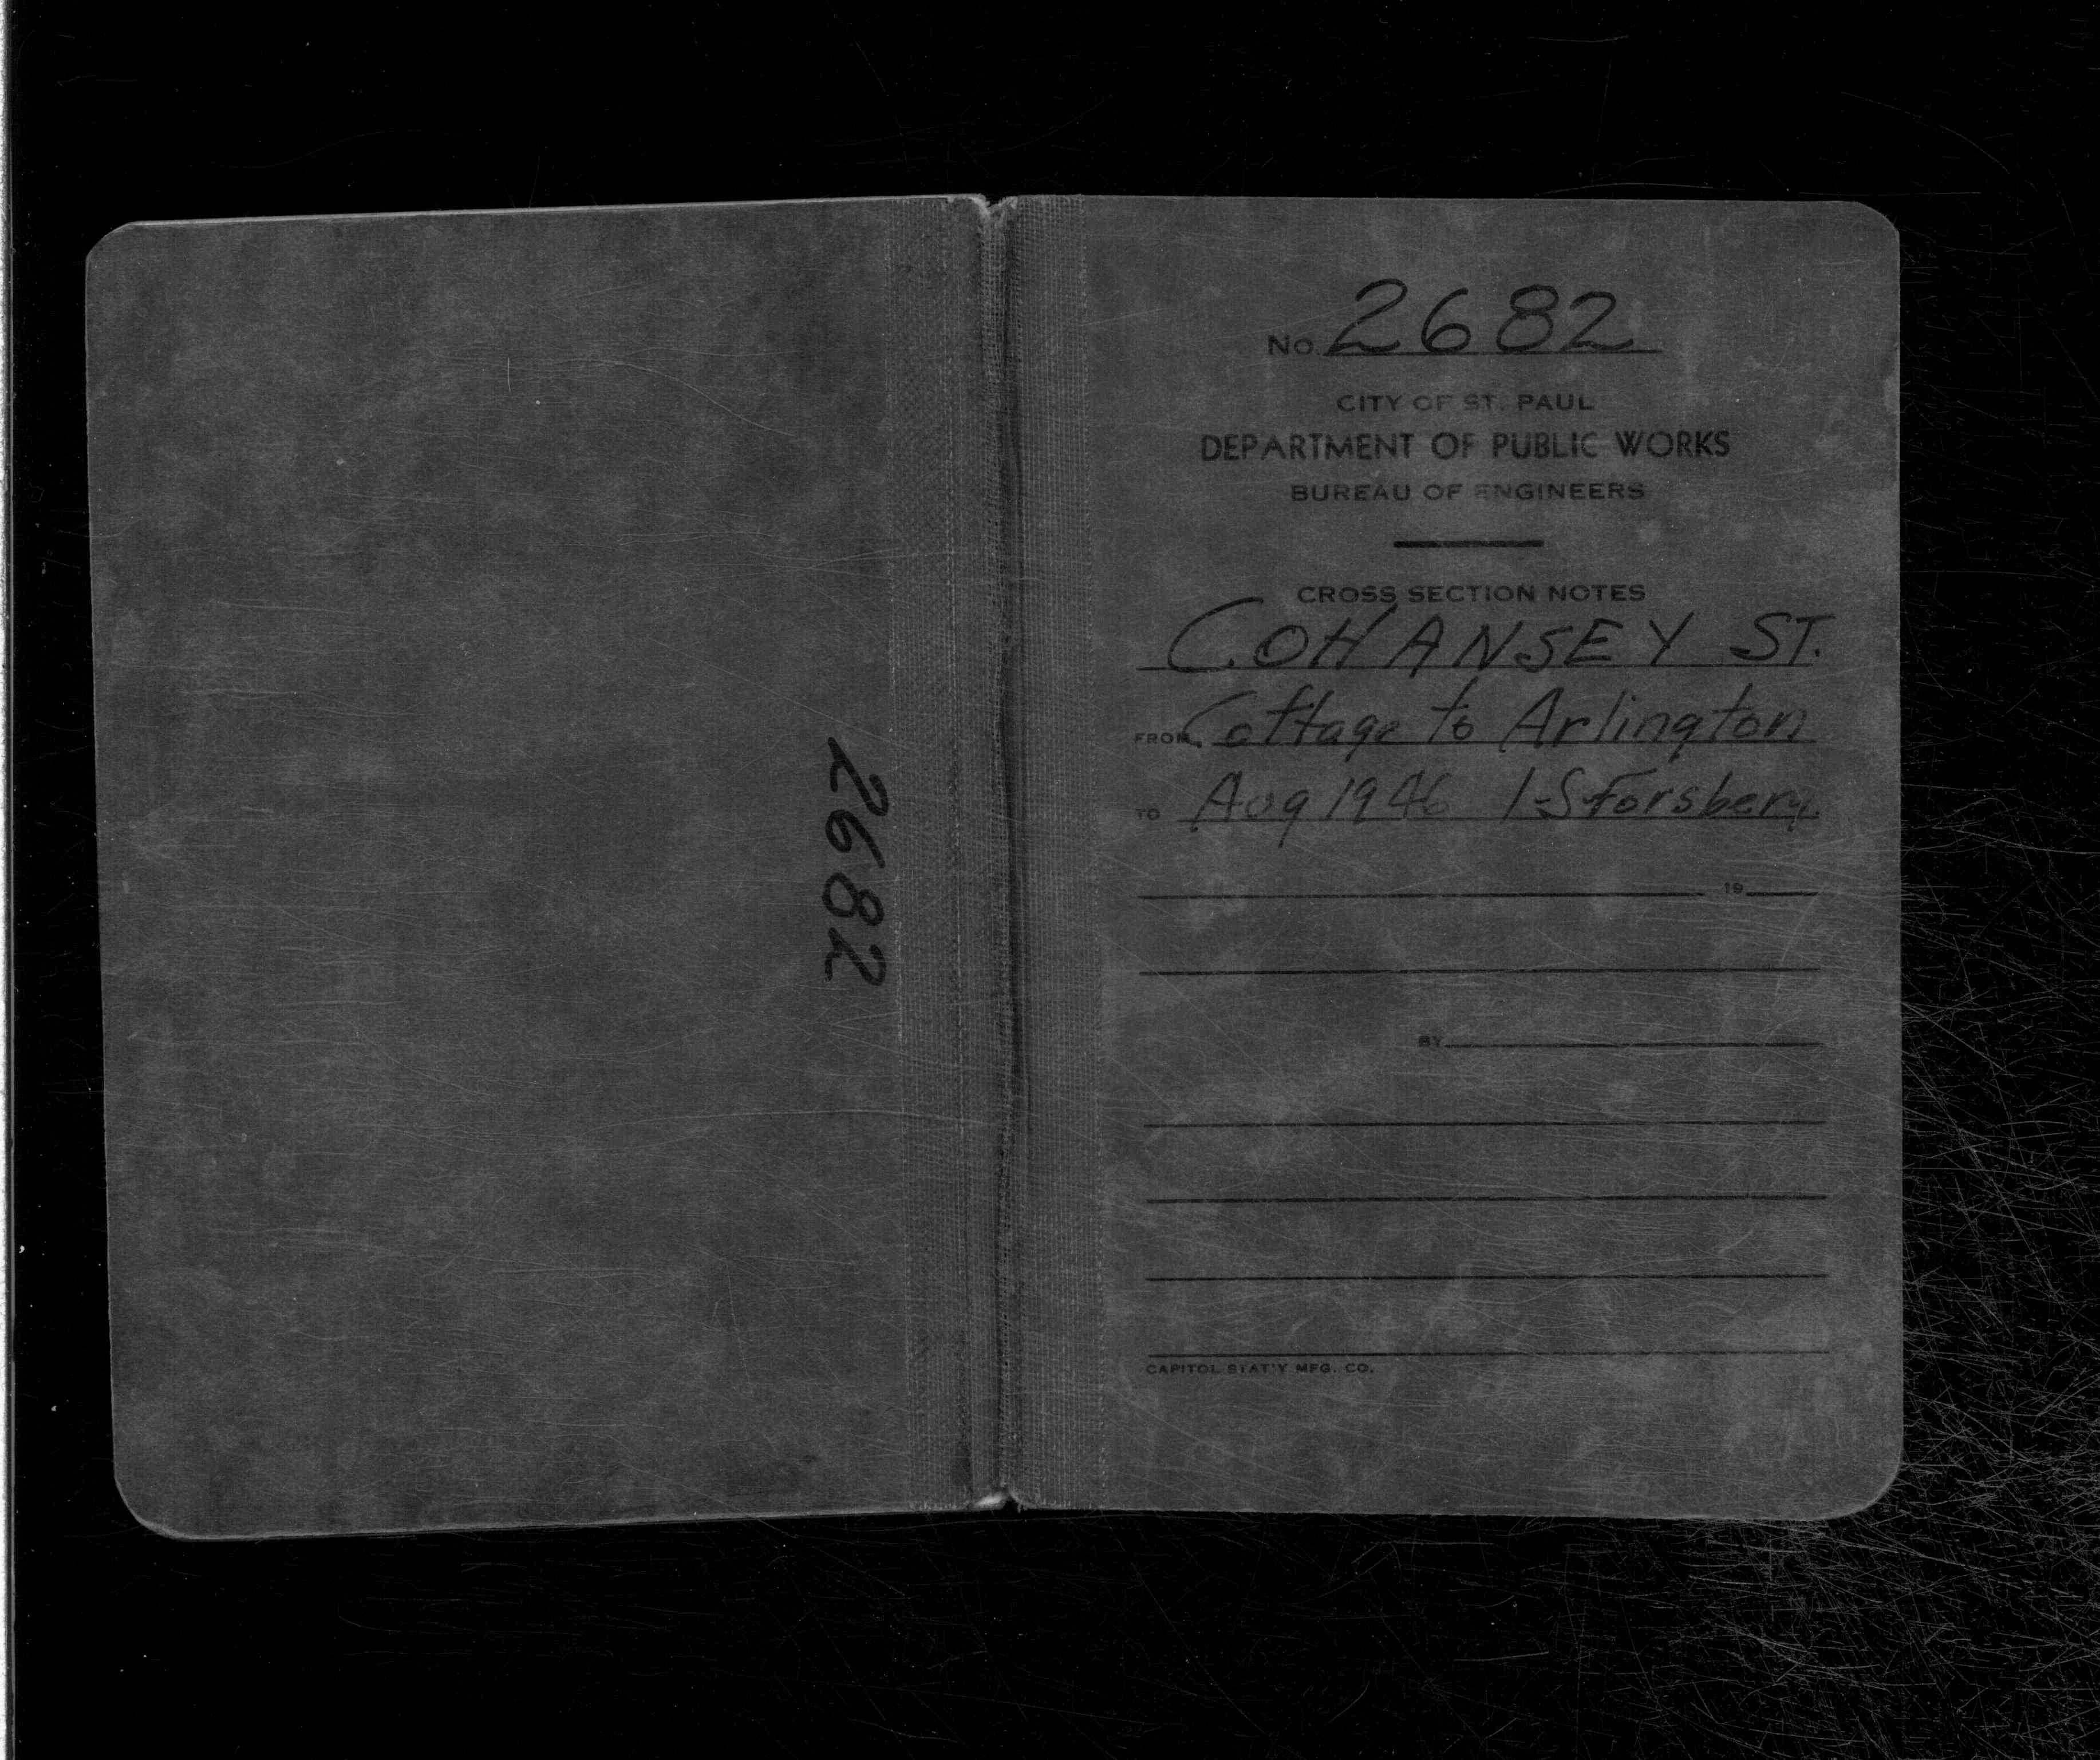 2682
No. 2682
CITY OF ST. PAUL
DEPARTMENT OF PUBLIC WORKS
BUREAU OF ENGINEERS
CROSS SECTION NOTES
COHANSEY ST.
FROM Cottage to Arlington
TO Aug 1946 Forsberg.
19
BY
CAPITOL STAT'Y MFG. CO.